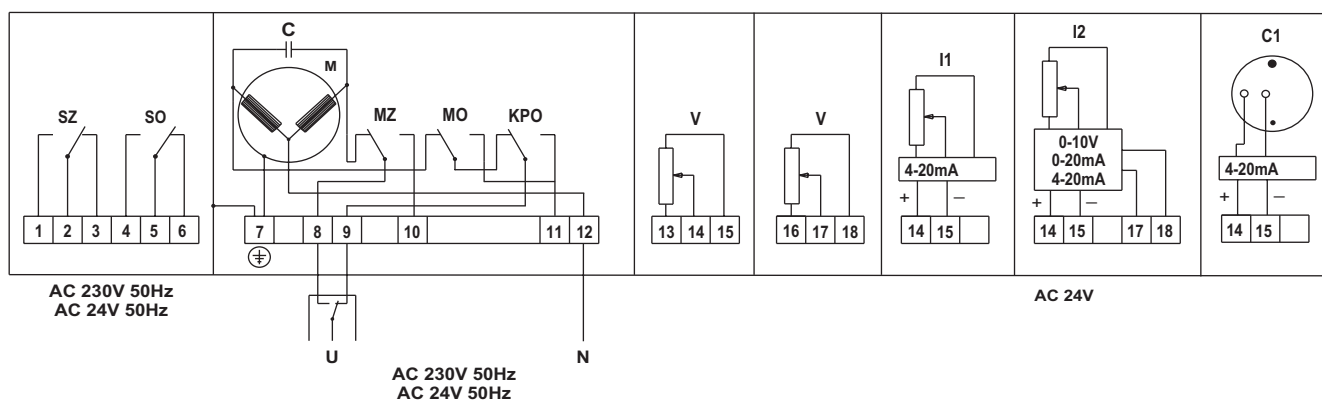 C
M
SZ
SO
MZ
MO
KPO
V
V
I1
I2
C1
4-20mA
0-10V
0-20mA
4-20mA
4-20mA
+ −
+ −
+ −
1 2 3 4 5 6
7 8 9 10 11 12
13 14 15
16 17 18
14 15
14 15 17 18
14 15
AC 230V 50Hz
AC 24V 50Hz
AC 24V
U
N
AC 230V 50Hz
AC 24V 50Hz